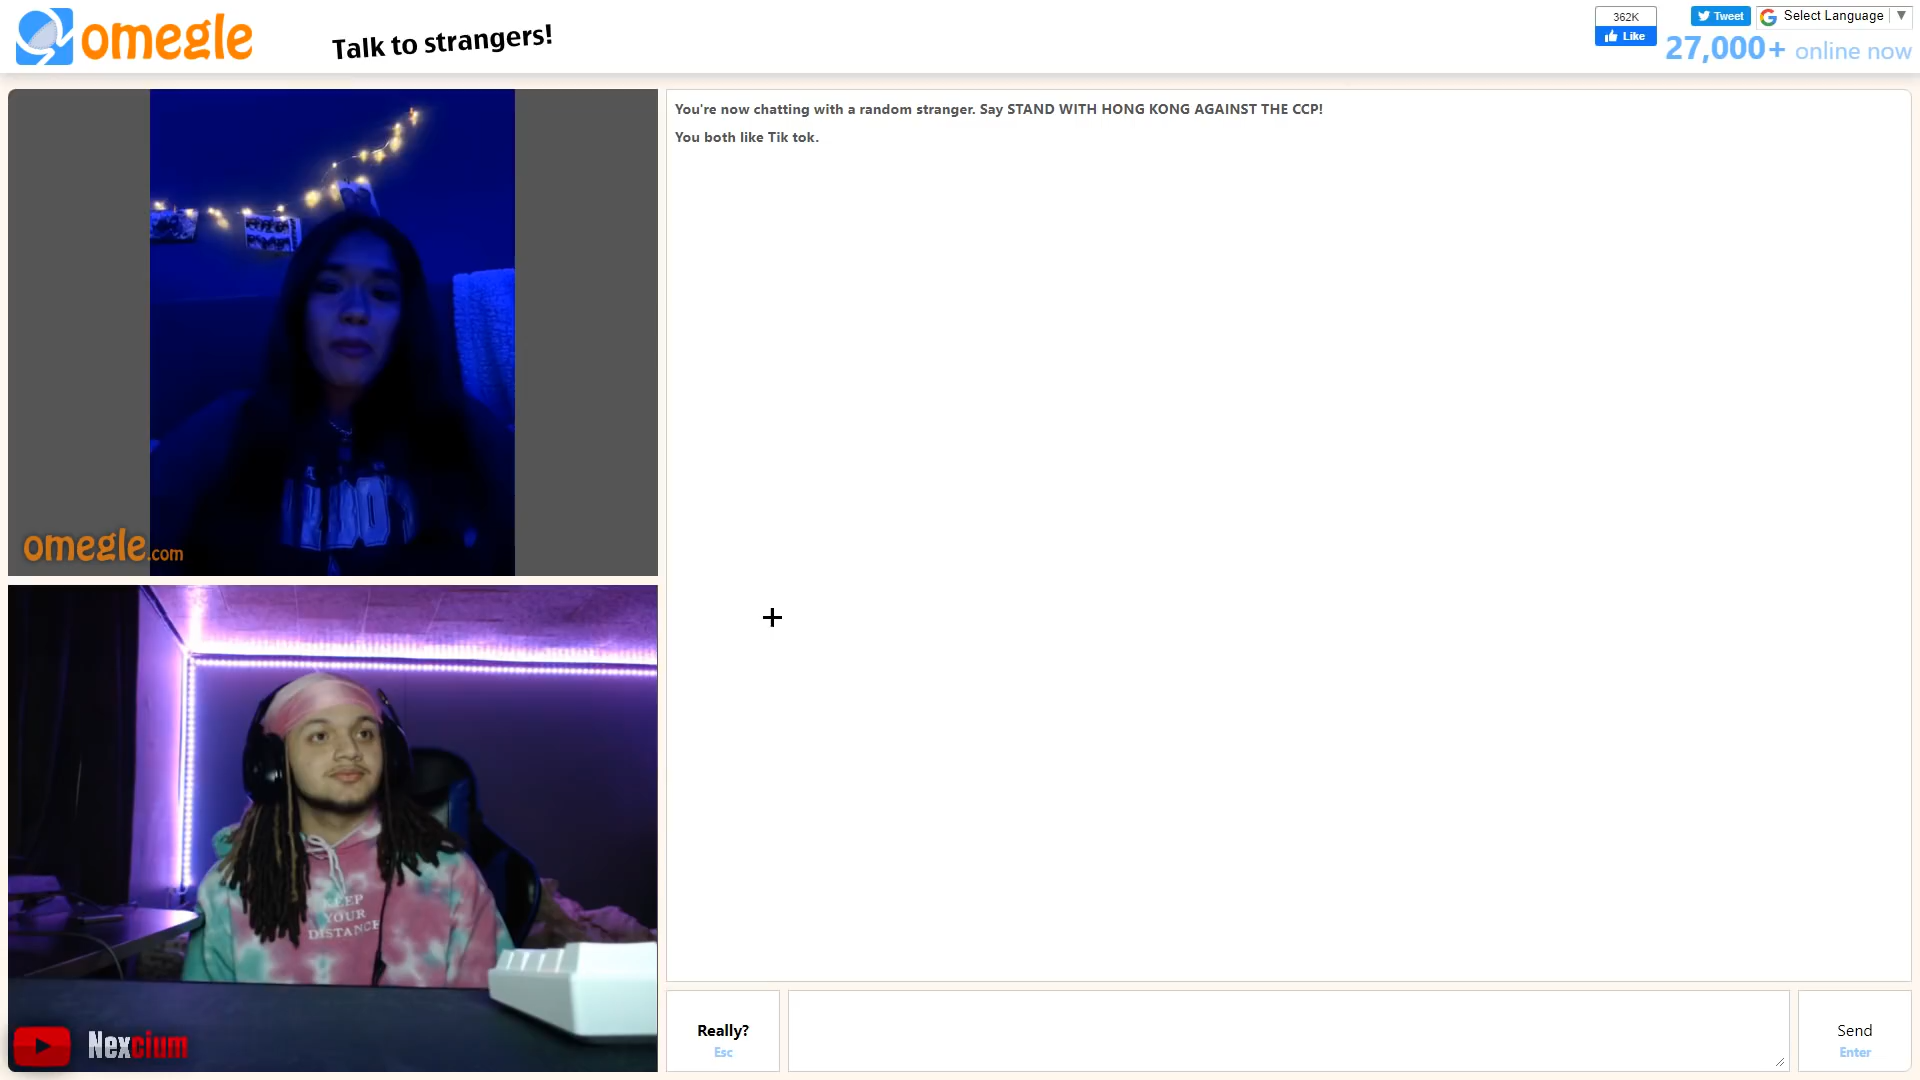 omegle
Talk to strangers!
362K
Like
Tweet
Select Language
27,000+ online now
You're now chatting with a random stranger. Say STAND WITH HONG KONG AGAINST THE CCP!
You both like Tik tok.
omegle.com
KEEP
YOUR
DISTANCE
Nexcium
Really?
Esc
Send
Enter